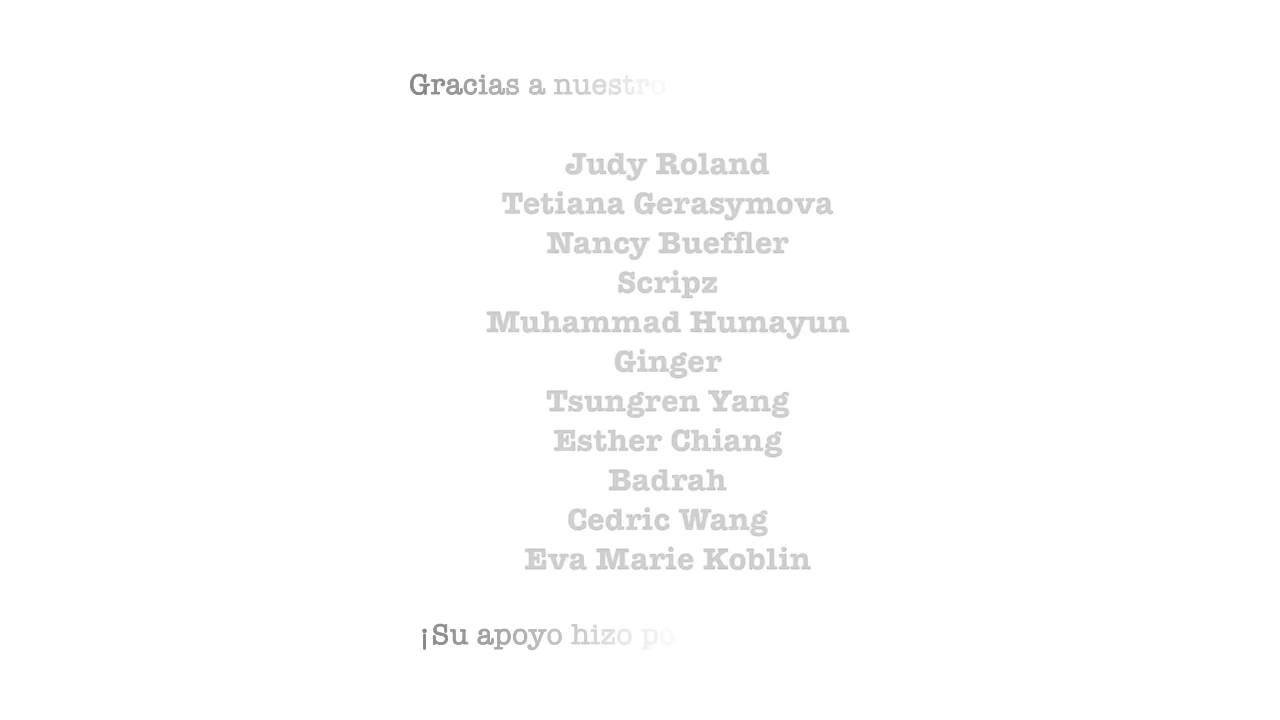 Gracias a nuestro
Judy Roland
Tetiana Gerasymova
Nancy Bueffler
Scripz
Muhammad Humayun
Ginger
Tsungren Yang
Esther Chiang
Badrah
Cedric Wang
Eva Marie Koblin
¡Su apoyo hizo po